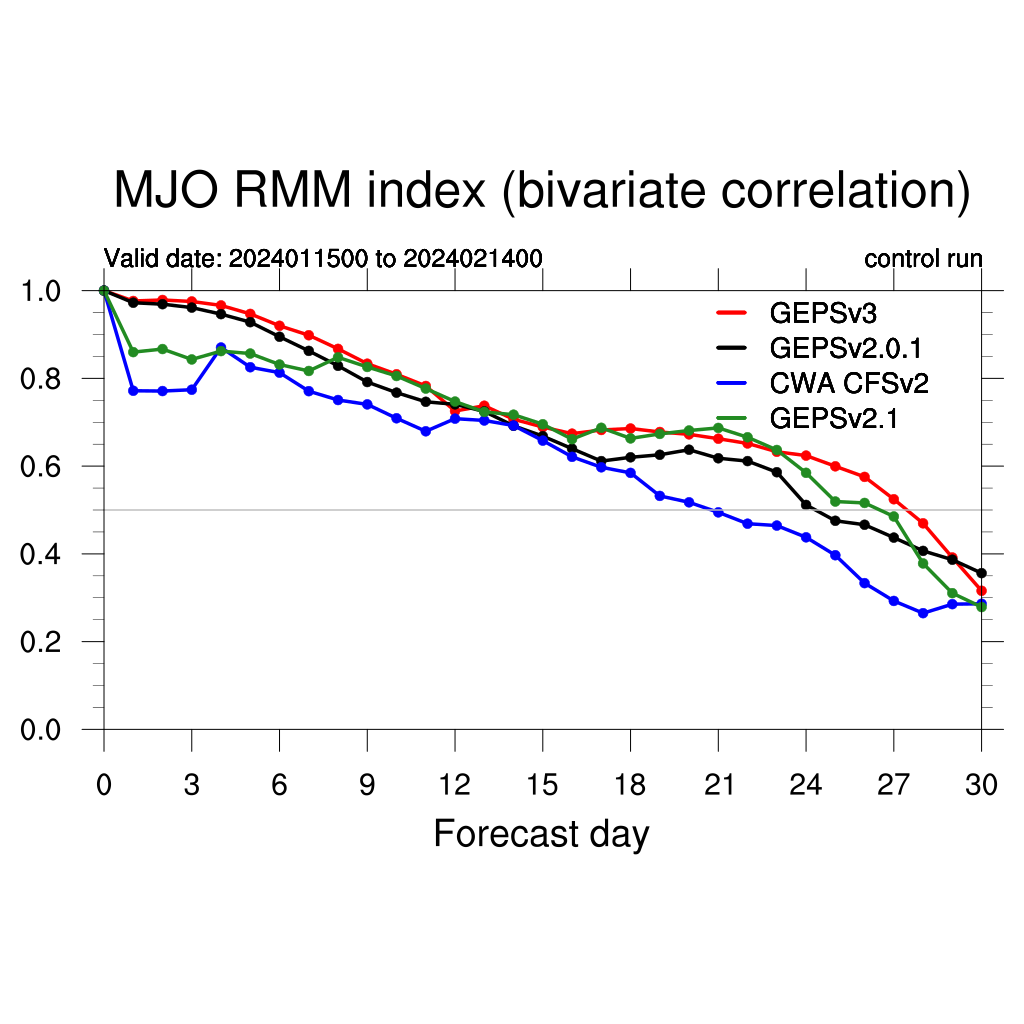 MJO RMM index (bivariate correlation)
Valid date: 2024011500 to 2024021400 control run
1.0
0.8
0.6
0.4
0.2
0.0
GEPSv3
GEPSv2.0.1
CWA CFSv2
GEPSv2.1
0 3 6 9 12 15 18 21 24 27 30
Forecast day